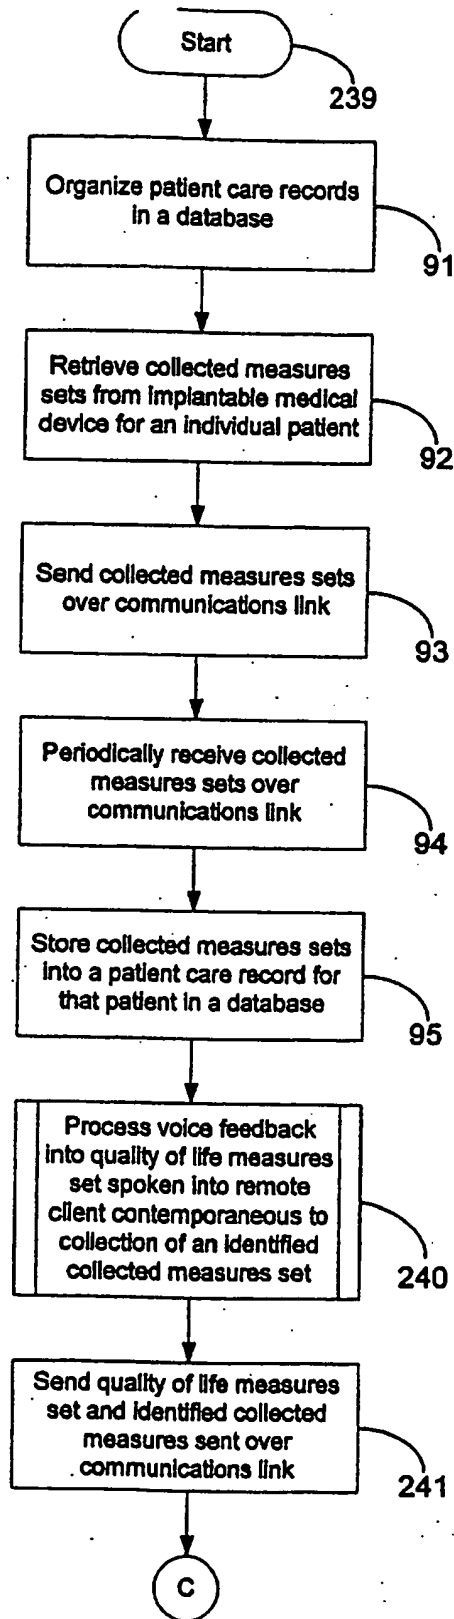 Start
239
Organize patient care records
in a database
91
Retrieve collected measures
sets from implantable medical
device for an individual patient
92
Send collected measures sets
over communications link
93
Periodically receive collected
measures sets over
communications link
94
Store collected measures sets
into a patient care record for
that patient in a database
95
Process voice feedback
into quality of life measures
set spoken into remote
client contemporaneous to
collection of an identified
collected measures set
240
Send quality of life measures
set and identified collected
measures sent over
communications link
241
C